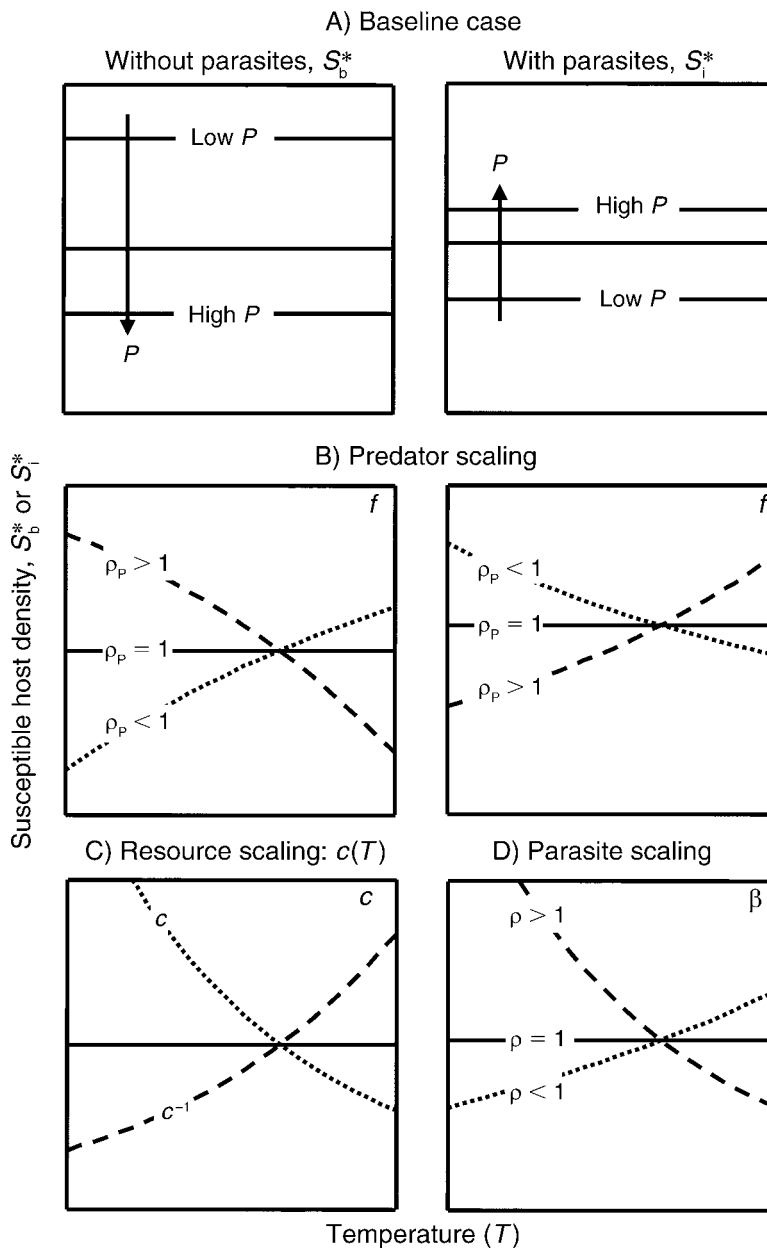 A) Baseline case
Without parasites, S*b
With parasites, S*i
Low P
High P
P
P
High P
Low P
Susceptible host density, S*b or S*i
B) Predator scaling
f
ρP > 1
ρP = 1
ρP < 1
f
ρP < 1
ρP = 1
ρP > 1
C) Resource scaling: c(T)
c
c
c⁻¹
D) Parasite scaling
β
ρ > 1
ρ = 1
ρ < 1
Temperature (T)